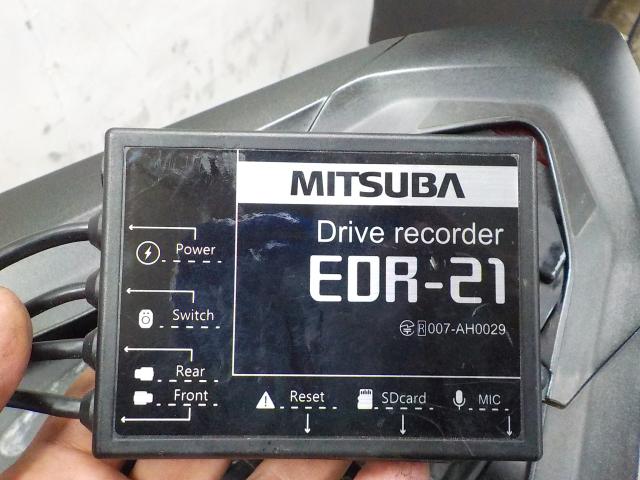 MITSUBA
Drive recorder
EDR-21
R 007-AH0029
Power
Switch
Rear
Front
Reset
SDcard
MIC